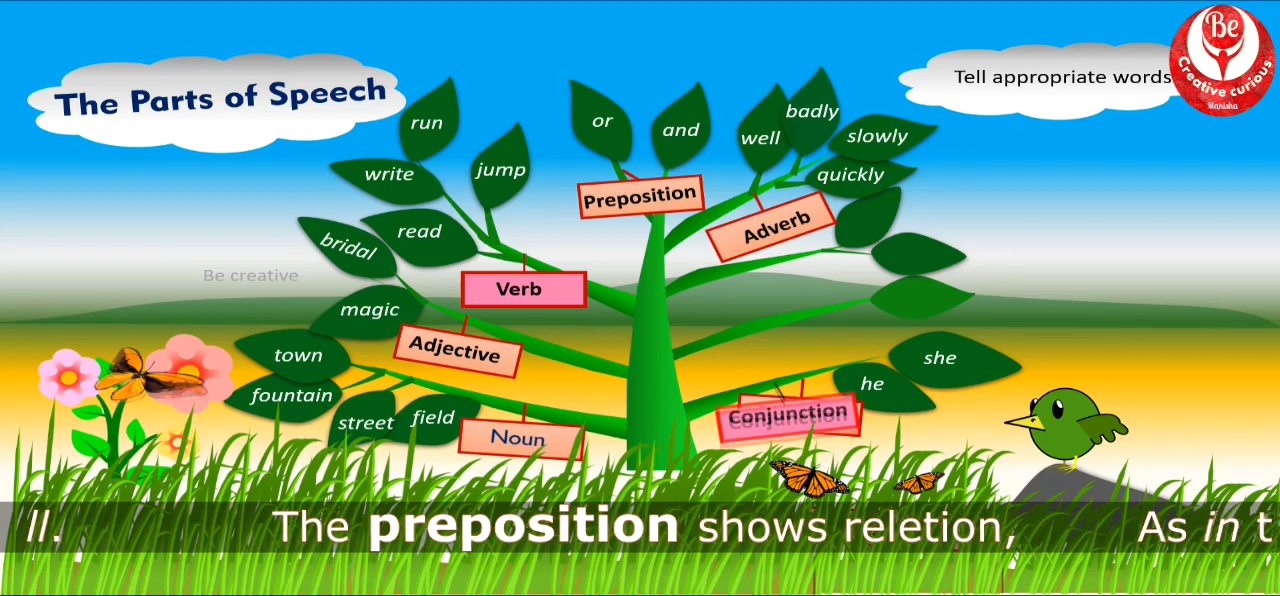 The Parts of Speech
Tell appropriate words
Be
Creative curious
Manisha
run
or
and
well
badly
slowly
write
jump
quickly
Preposition
Adverb
bridal
read
Be creative
Verb
magic
Adjective
town
she
fountain
he
street
field
Noun
Conjunction
II. The preposition shows reletion, As in t